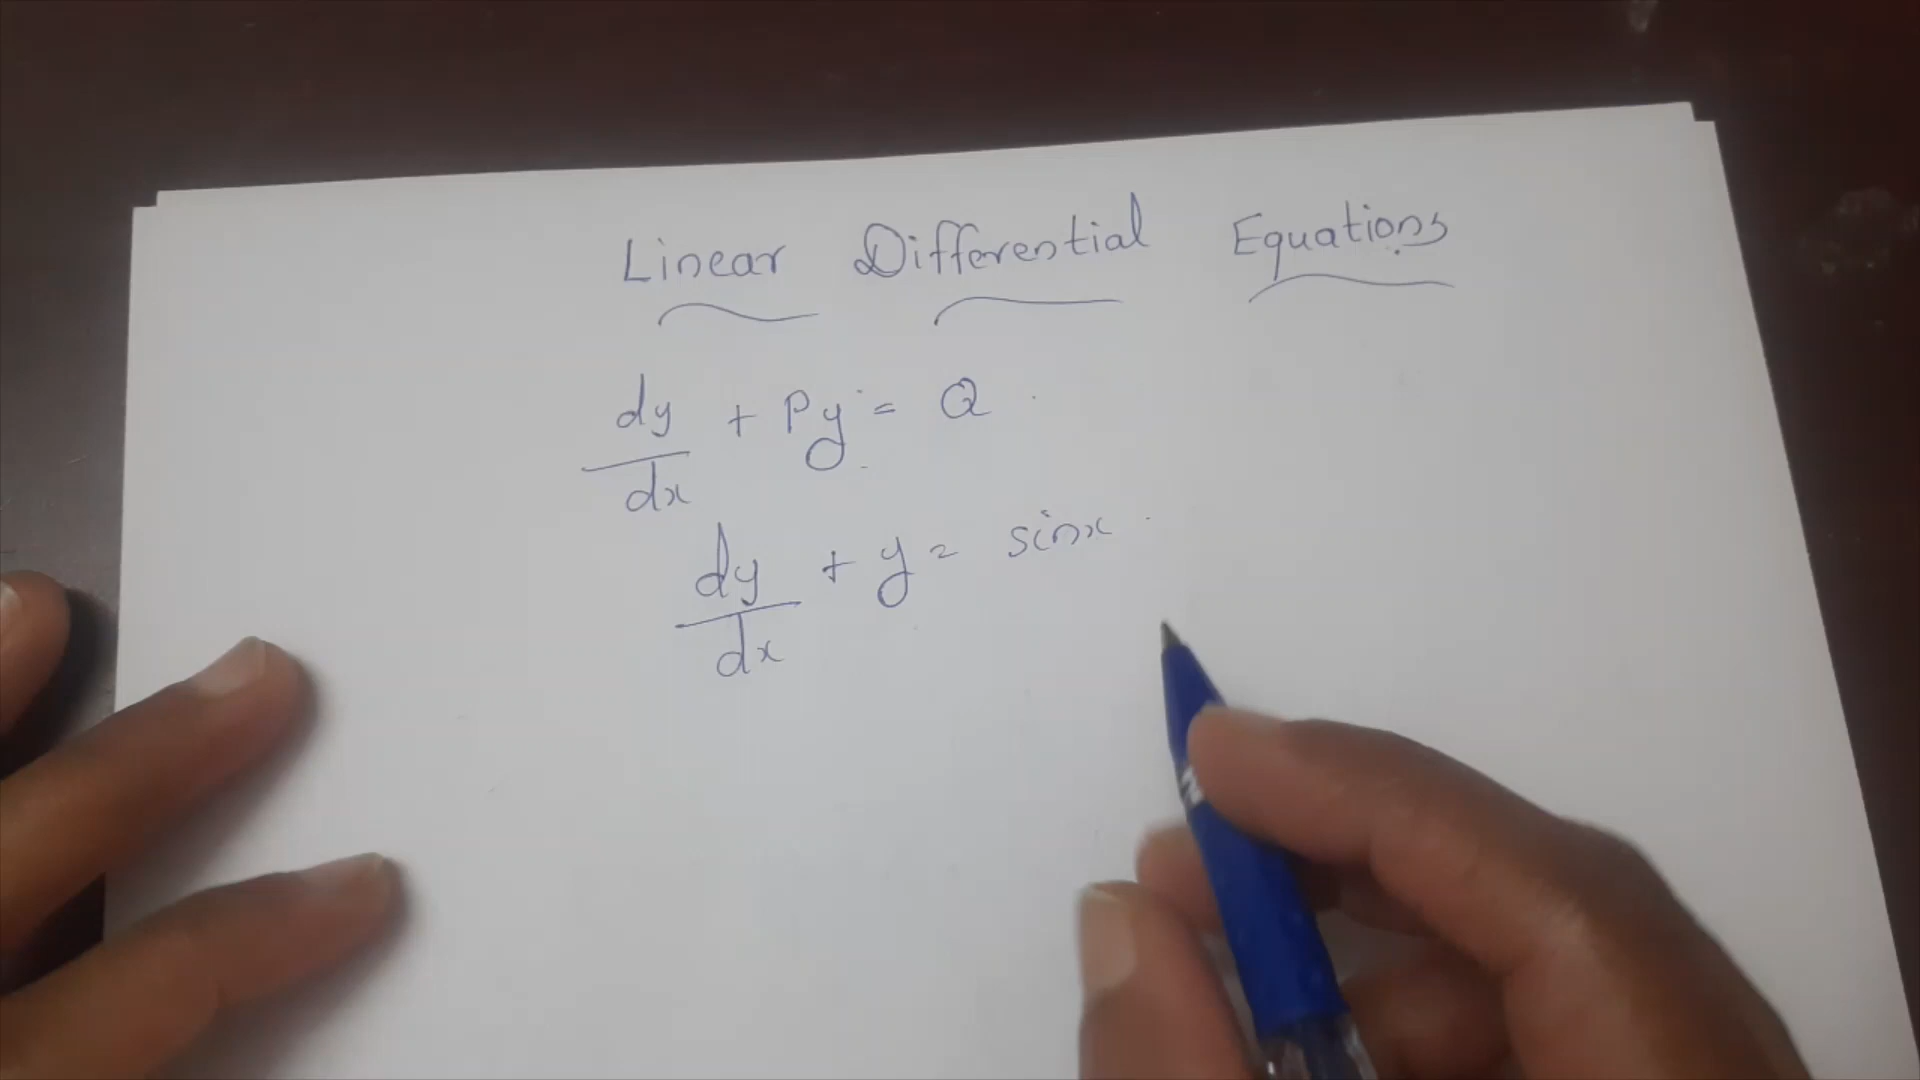 Linear Differential Equations
dy/dx + Py = Q
dy/dx + y = sinx